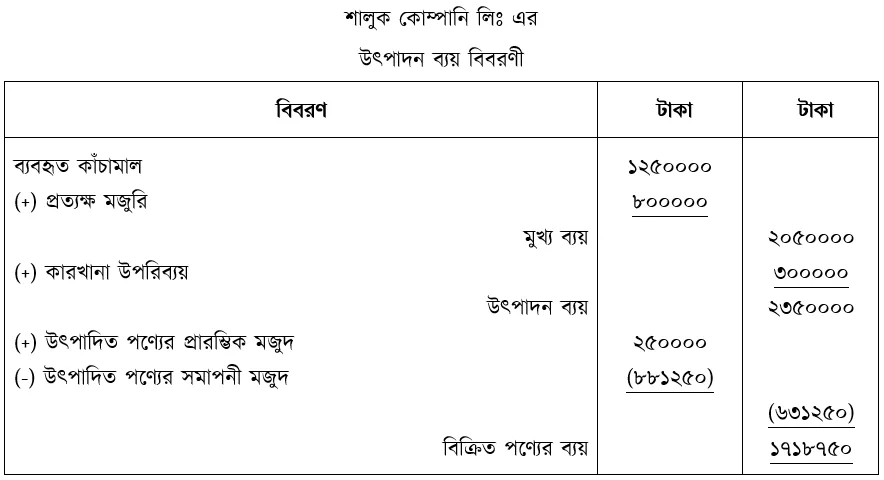 শালুক কোম্পানি লিঃ এর
উৎপাদন ব্যয় বিবরণী
বিবরণ টাকা টাকা
ব্যবহৃত কাঁচামাল ১২৫০০০০
(+) প্রত্যক্ষ মজুরি ৮০০০০০
মুখ্য ব্যয় ২০৫০০০০
(+) কারখানা উপরিব্যয় ৩০০০০০
উৎপাদন ব্যয় ২৩৫০০০০
(+) উৎপাদিত পণ্যের প্রারম্ভিক মজুদ ২৫০০০০
(-) উৎপাদিত পণ্যের সমাপনী মজুদ (৮৮১২৫০)
(৬৩১২৫০)
বিক্রিত পণ্যের ব্যয় ১৭১৮৭৫০